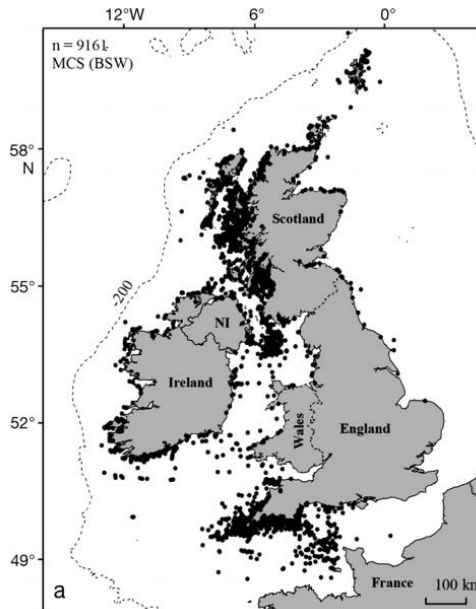 12°W 6° 0°
n = 9161
MCS (BSW)
58°
N
Scotland
55°
200
NI
Ireland
52°
Wales
England
49°
a
France
100 km